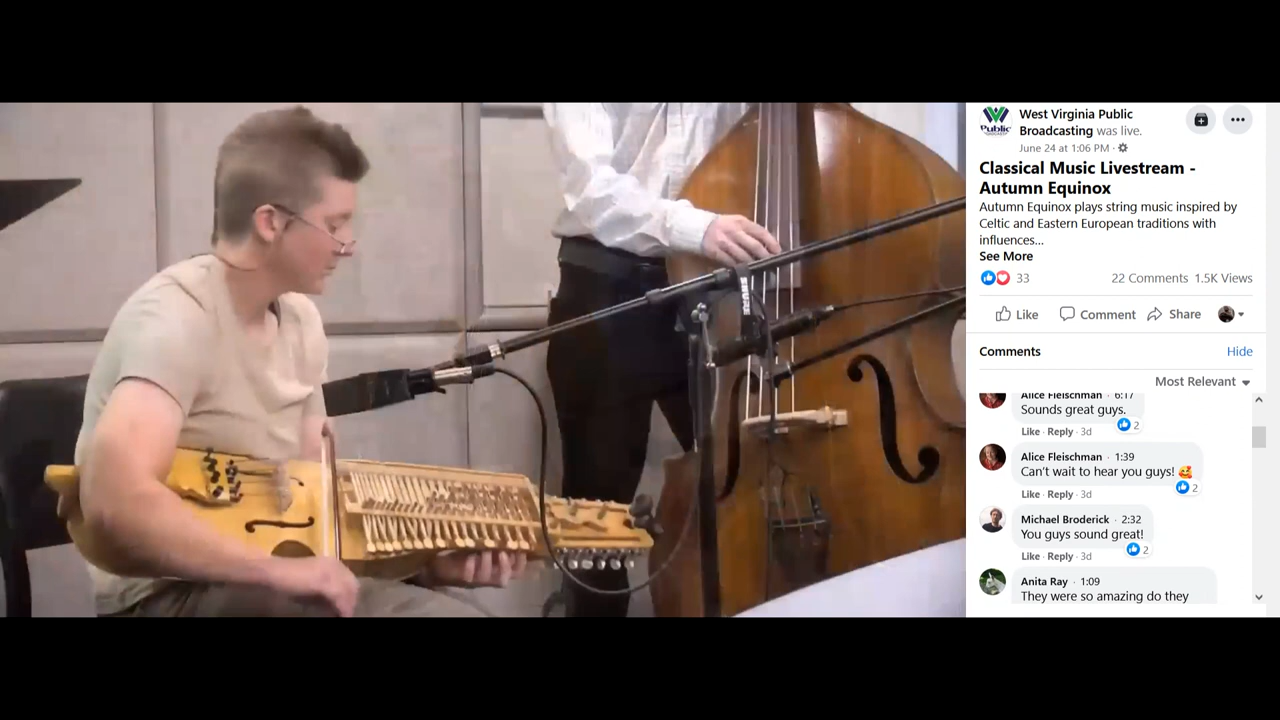 Public
West Virginia Public
Broadcasting was live.
June 24 at 1:06 PM ·
Classical Music Livestream -
Autumn Equinox
Autumn Equinox plays string music inspired by
Celtic and Eastern European traditions with
influences...
See More
33
22 Comments 1.5K Views
Like
Comment
Share
Comments
Hide
Most Relevant
Alice Fleischman · 6:17
Sounds great guys.
2
Like · Reply · 3d
Alice Fleischman · 1:39
Can't wait to hear you guys! 🥰
2
Like · Reply · 3d
Michael Broderick · 2:32
You guys sound great!
2
Like · Reply · 3d
Anita Ray · 1:09
They were so amazing do they
SHURE